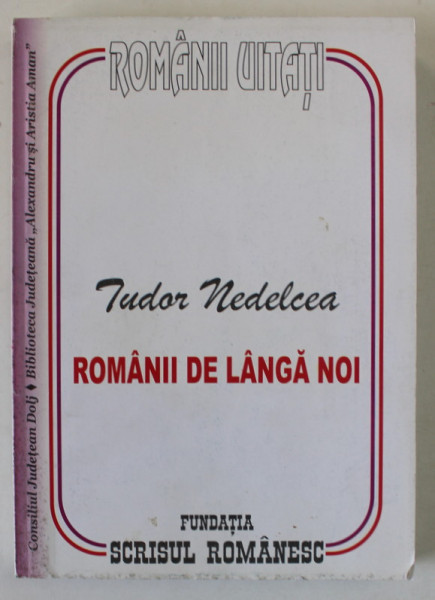 ROMÂNII UITAȚI
Tudor Nedelcea
ROMÂNII DE LÂNGĂ NOI
FUNDAȚIA
SCRISUL ROMÂNESC
Consiliul Județean Dolj ♦ Biblioteca Județeană „Alexandru și Aristia Aman”